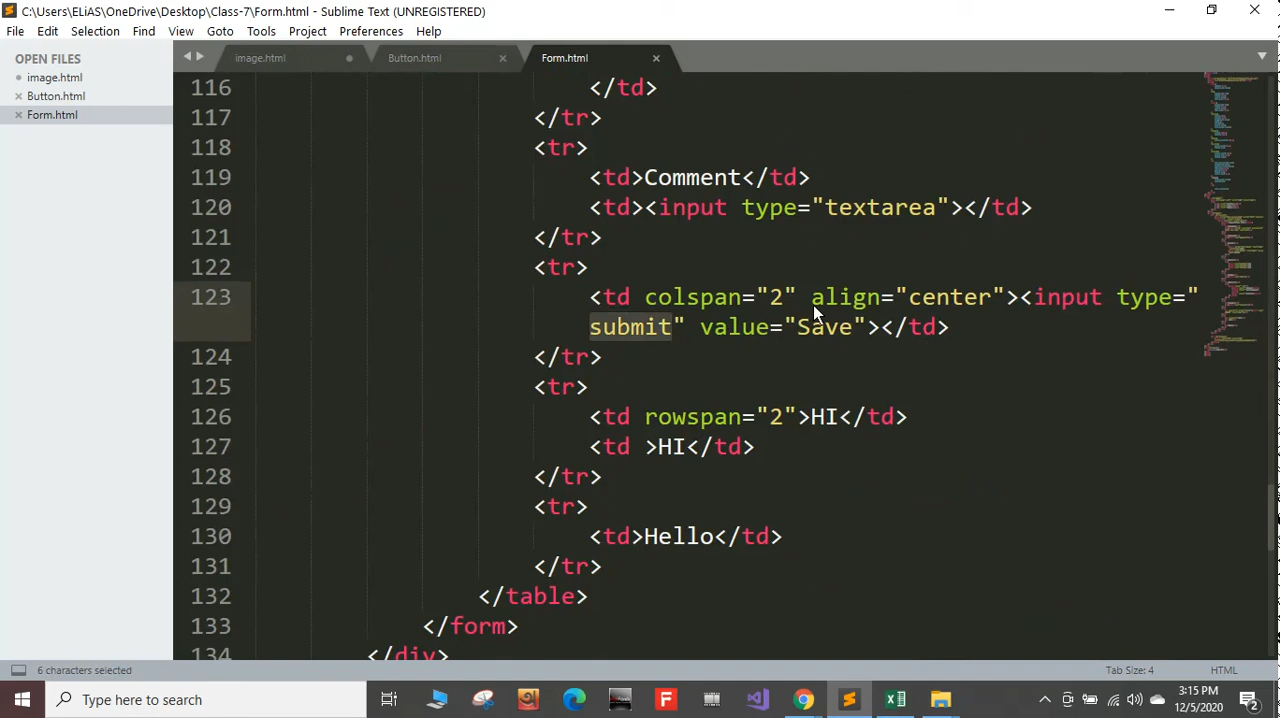 C:\Users\ELiAS\OneDrive\Desktop\Class-7\Form.html - Sublime Text (UNREGISTERED)
File Edit Selection Find View Goto Tools Project Preferences Help
OPEN FILES
image.html
Button.html
Form.html
image.html Button.html Form.html
116 </td>
117 </tr>
118 <tr>
119 <td>Comment</td>
120 <td><input type="textarea"></td>
121 </tr>
122 <tr>
123 <td colspan="2" align="center"><input type="
submit" value="Save"></td>
124 </tr>
125 <tr>
126 <td rowspan="2">HI</td>
127 <td >HI</td>
128 </tr>
129 <tr>
130 <td>Hello</td>
131 </tr>
132 </table>
133 </form>
134 </div>
6 characters selected Tab Size: 4 HTML
Type here to search
3:15 PM
12/5/2020
2